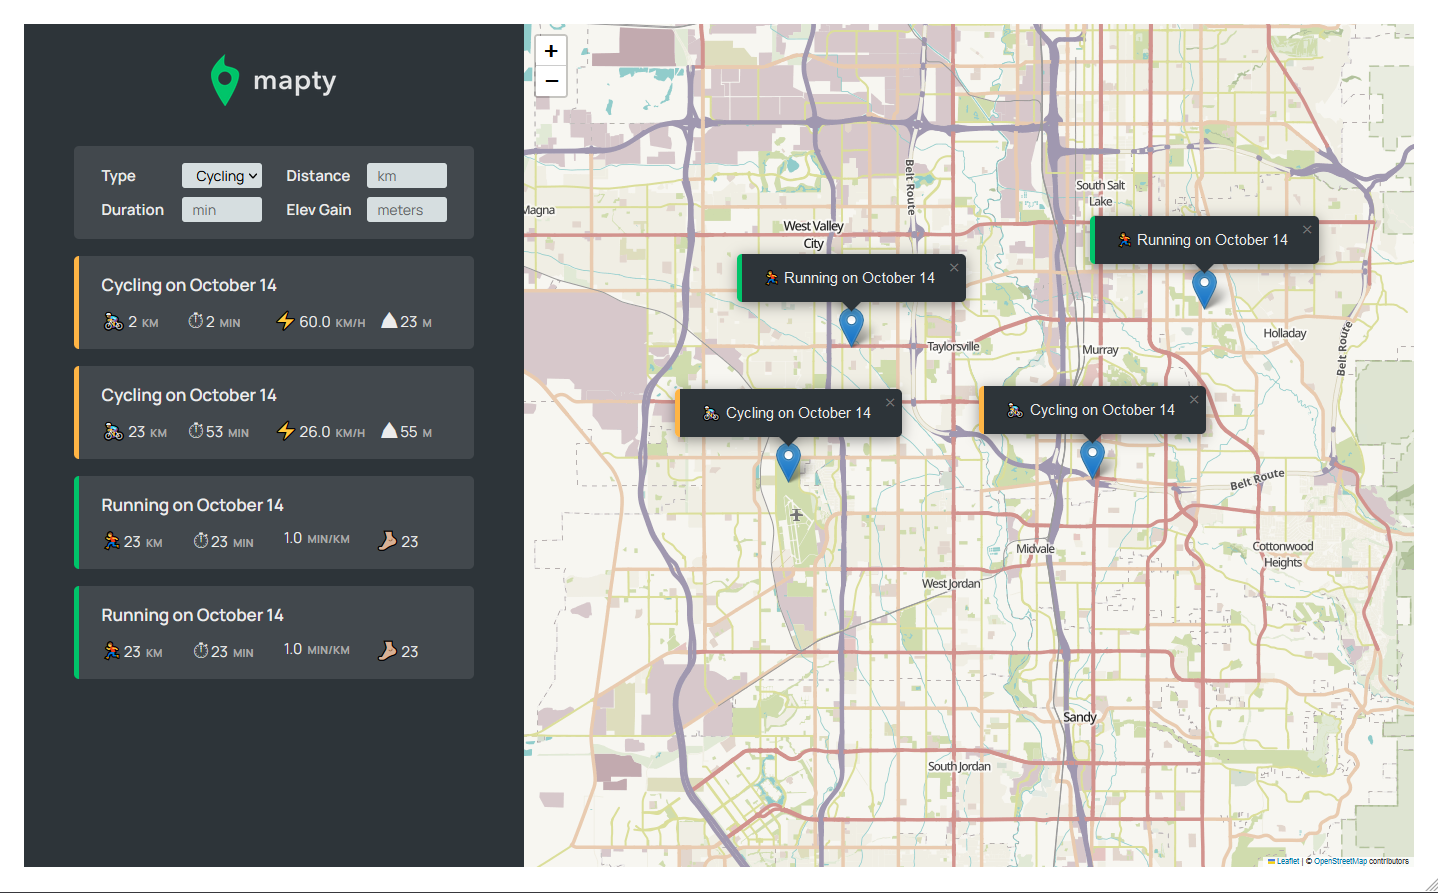 mapty
Type Cycling Distance km
Duration min Elev Gain meters
Cycling on October 14
2 KM 2 MIN 60.0 KM/H 23 M
Cycling on October 14
23 KM 53 MIN 26.0 KM/H 55 M
Running on October 14
23 KM 23 MIN 1.0 MIN/KM 23
Running on October 14
23 KM 23 MIN 1.0 MIN/KM 23
+
−
Belt Route
South Salt
Lake
Magna
West Valley
City
Running on October 14 ×
Running on October 14 ×
Holladay
Belt Route
Taylorsville
Murray
Cycling on October 14 ×
Cycling on October 14 ×
Belt Route
Midvale
Cottonwood
Heights
West Jordan
Sandy
South Jordan
Leaflet | © OpenStreetMap contributors